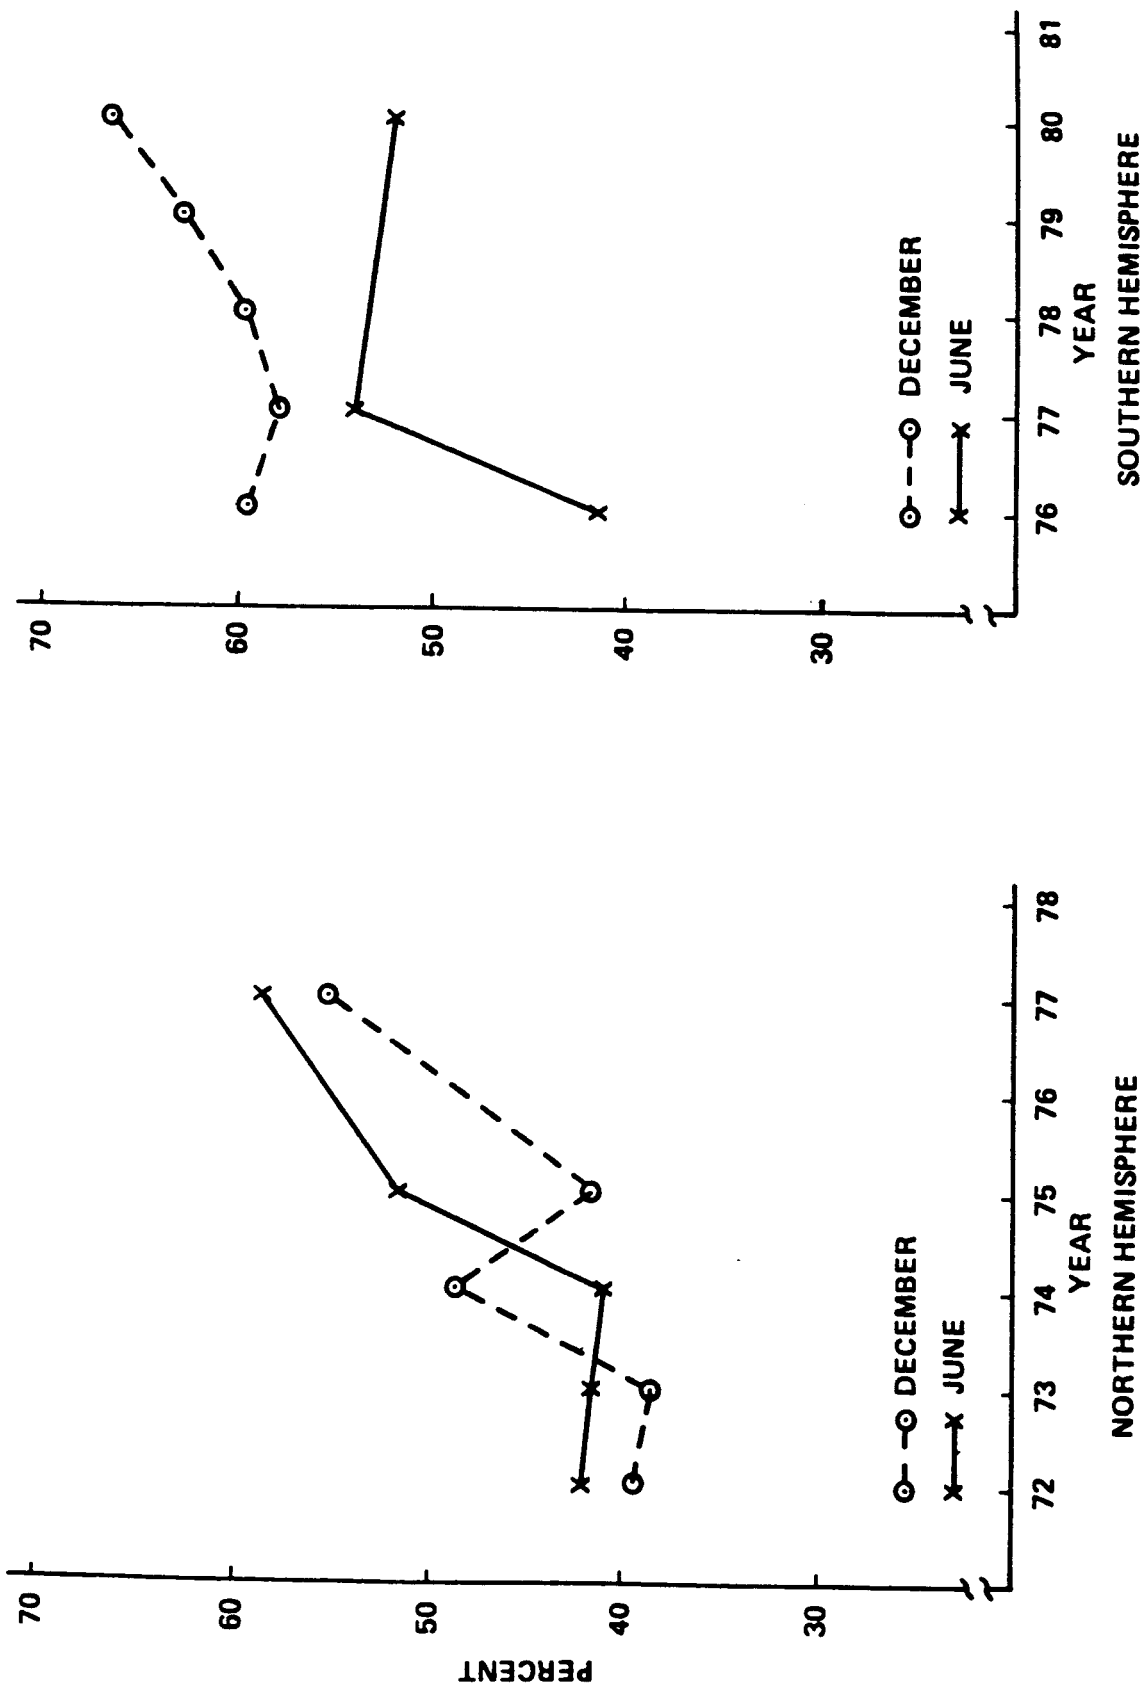 PERCENT
70
60
50
40
30
DECEMBER
JUNE
72 73 74 75 76 77 78
YEAR
NORTHERN HEMISPHERE
70
60
50
40
30
DECEMBER
JUNE
76 77 78 79 80 81
YEAR
SOUTHERN HEMISPHERE